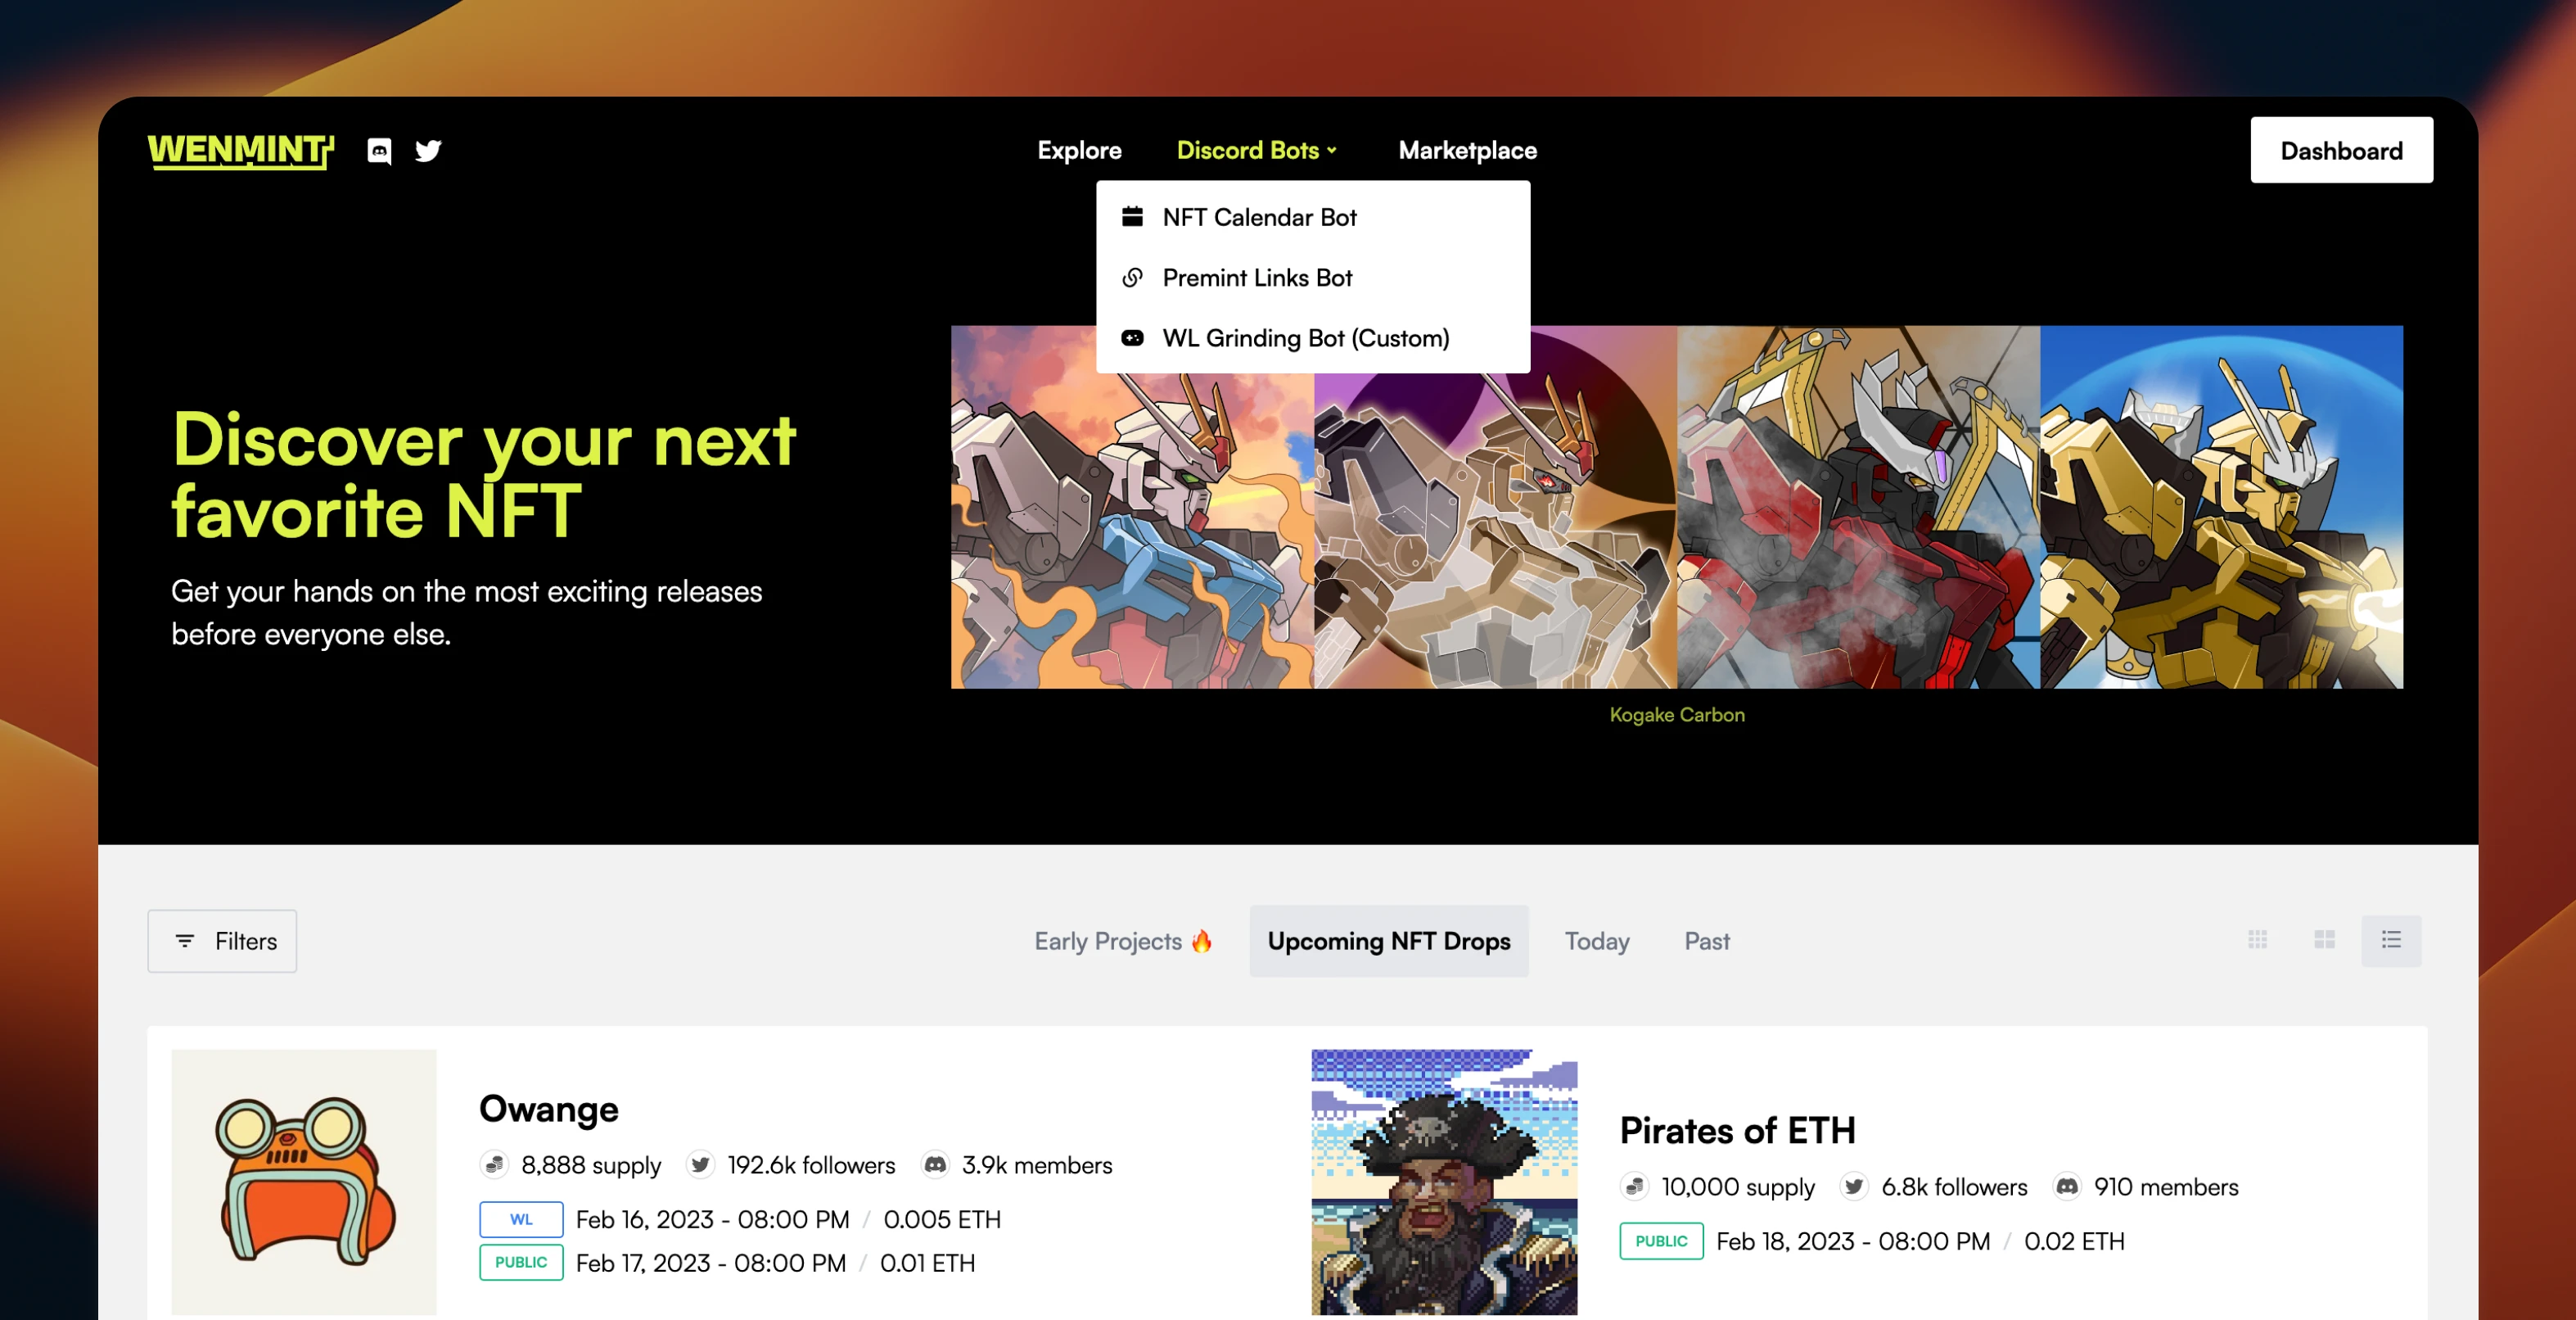 WENMINT
Explore
Discord Bots
Marketplace
Dashboard
NFT Calendar Bot
Premint Links Bot
WL Grinding Bot (Custom)
Discover your next
favorite NFT
Get your hands on the most exciting releases
before everyone else.
Kogake Carbon
Filters
Early Projects 🔥
Upcoming NFT Drops
Today
Past
Owange
8,888 supply
192.6k followers
3.9k members
WL Feb 16, 2023 - 08:00 PM / 0.005 ETH
PUBLIC Feb 17, 2023 - 08:00 PM / 0.01 ETH
Pirates of ETH
10,000 supply
6.8k followers
910 members
PUBLIC Feb 18, 2023 - 08:00 PM / 0.02 ETH